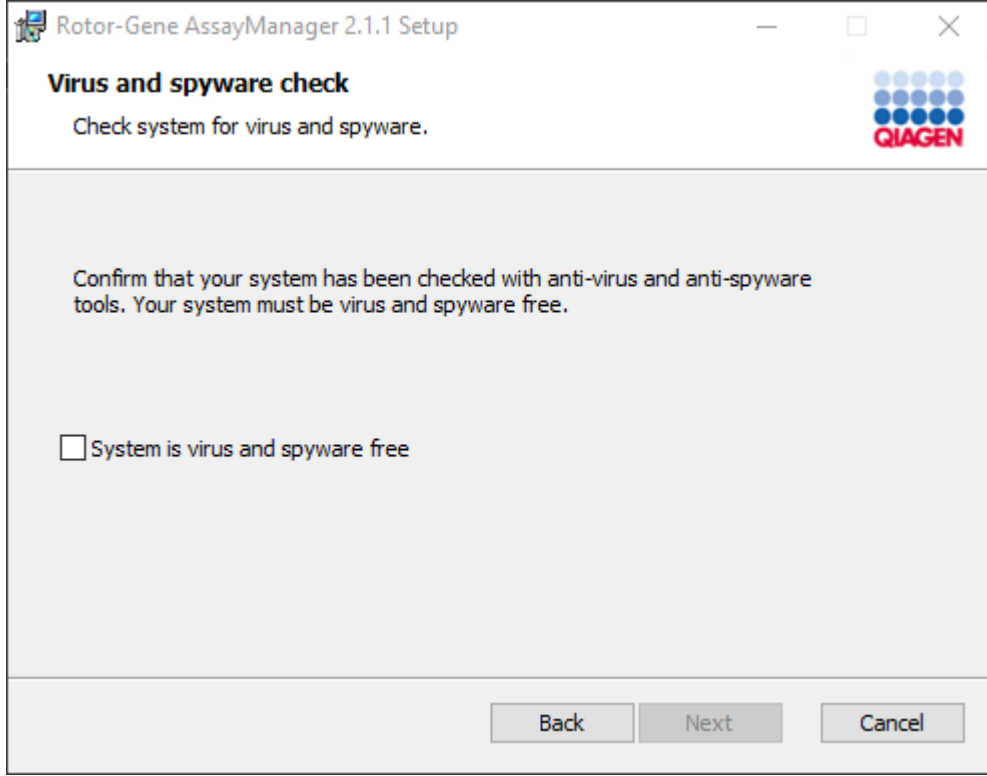 Rotor-Gene AssayManager 2.1.1 Setup
Virus and spyware check
Check system for virus and spyware.
QIAGEN
Confirm that your system has been checked with anti-virus and anti-spyware
tools. Your system must be virus and spyware free.
System is virus and spyware free
Back Next Cancel